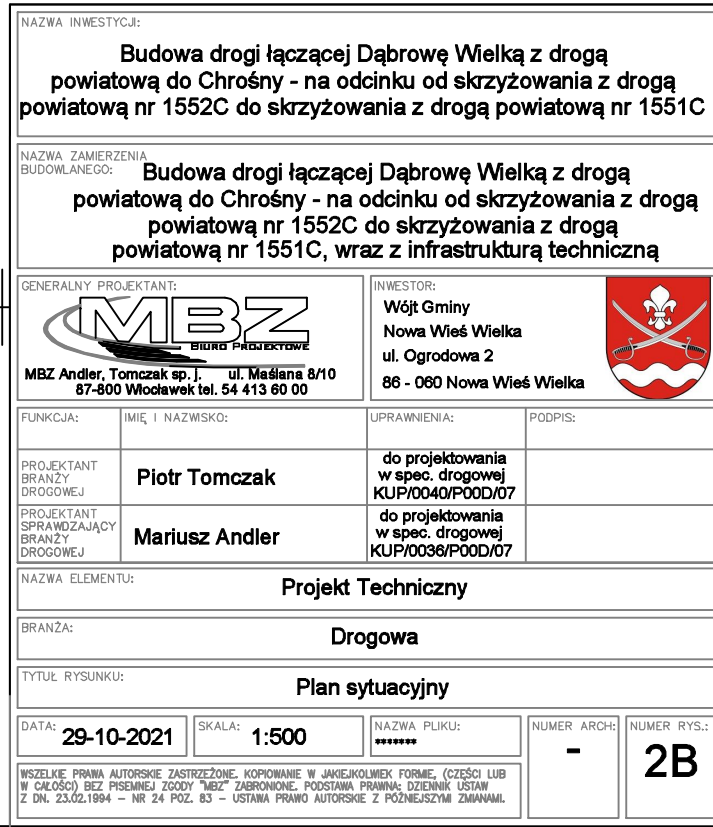 NAZWA INWESTYCJI:
Budowa drogi łączącej Dąbrowę Wielką z drogą
powiatową do Chrośny - na odcinku od skrzyżowania z drogą
powiatową nr 1552C do skrzyżowania z drogą powiatową nr 1551C
NAZWA ZAMIERZENIA
BUDOWLANEGO:
Budowa drogi łączącej Dąbrowę Wielką z drogą
powiatową do Chrośny - na odcinku od skrzyżowania z drogą
powiatową nr 1552C do skrzyżowania z drogą
powiatową nr 1551C, wraz z infrastrukturą techniczną
GENERALNY PROJEKTANT:
MBZ
BIURO PROJEKTOWE
MBZ Andler, Tomczak sp. j. ul. Maślana 8/10
87-800 Włocławek tel. 54 413 60 00
INWESTOR:
Wójt Gminy
Nowa Wieś Wielka
ul. Ogrodowa 2
86 - 060 Nowa Wieś Wielka
FUNKCJA: IMIĘ I NAZWISKO: UPRAWNIENIA: PODPIS:
PROJEKTANT
BRANŻY
DROGOWEJ
Piotr Tomczak
do projektowania
w spec. drogowej
KUP/0040/P00D/07
PROJEKTANT
SPRAWDZAJĄCY
BRANŻY
DROGOWEJ
Mariusz Andler
do projektowania
w spec. drogowej
KUP/0036/P00D/07
NAZWA ELEMENTU:
Projekt Techniczny
BRANŻA:
Drogowa
TYTUŁ RYSUNKU:
Plan sytuacyjny
DATA: 29-10-2021
SKALA: 1:500
NAZWA PLIKU:
*******
NUMER ARCH:
-
NUMER RYS.:
2B
WSZELKIE PRAWA AUTORSKIE ZASTRZEŻONE. KOPIOWANIE W JAKIEJKOLWIEK FORMIE, (CZĘŚCI LUB
W CAŁOŚCI) BEZ PISEMNEJ ZGODY "MBZ" ZABRONIONE. PODSTAWA PRAWNA: DZIENNIK USTAW
Z DN. 23.02.1994 - NR 24 POZ. 83 - USTAWA PRAWO AUTORSKIE Z PÓŹNIEJSZYMI ZMIANAMI.